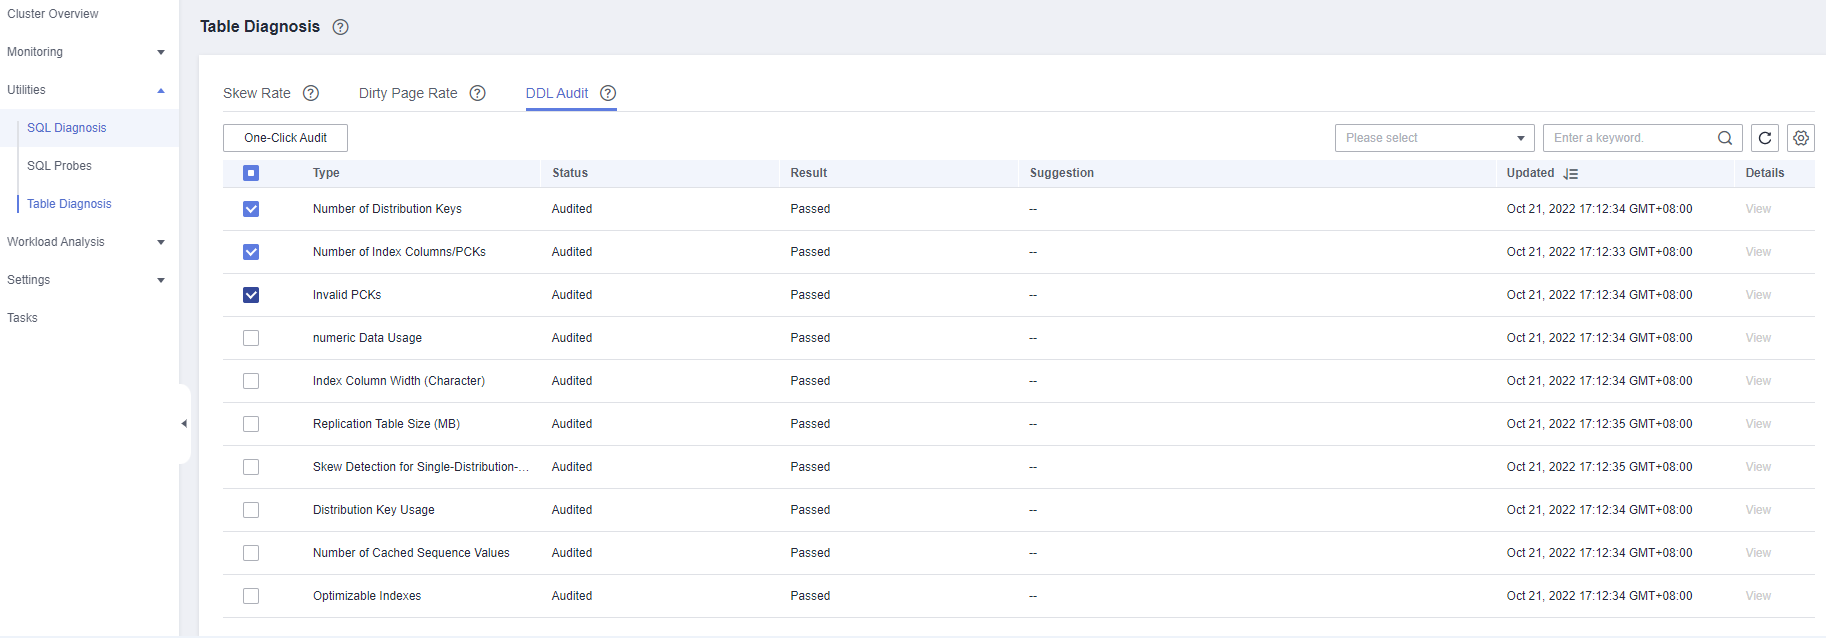 Cluster Overview
Monitoring
Utilities
SQL Diagnosis
SQL Probes
Table Diagnosis
Workload Analysis
Settings
Tasks
Table Diagnosis ?
Skew Rate ? Dirty Page Rate ? DDL Audit ?
One-Click Audit Please select Enter a keyword.
Type Status Result Suggestion Updated Details
Number of Distribution Keys Audited Passed -- Oct 21, 2022 17:12:34 GMT+08:00 View
Number of Index Columns/PCKs Audited Passed -- Oct 21, 2022 17:12:33 GMT+08:00 View
Invalid PCKs Audited Passed -- Oct 21, 2022 17:12:34 GMT+08:00 View
numeric Data Usage Audited Passed -- Oct 21, 2022 17:12:34 GMT+08:00 View
Index Column Width (Character) Audited Passed -- Oct 21, 2022 17:12:34 GMT+08:00 View
Replication Table Size (MB) Audited Passed -- Oct 21, 2022 17:12:35 GMT+08:00 View
Skew Detection for Single-Distribution-... Audited Passed -- Oct 21, 2022 17:12:35 GMT+08:00 View
Distribution Key Usage Audited Passed -- Oct 21, 2022 17:12:34 GMT+08:00 View
Number of Cached Sequence Values Audited Passed -- Oct 21, 2022 17:12:34 GMT+08:00 View
Optimizable Indexes Audited Passed -- Oct 21, 2022 17:12:34 GMT+08:00 View